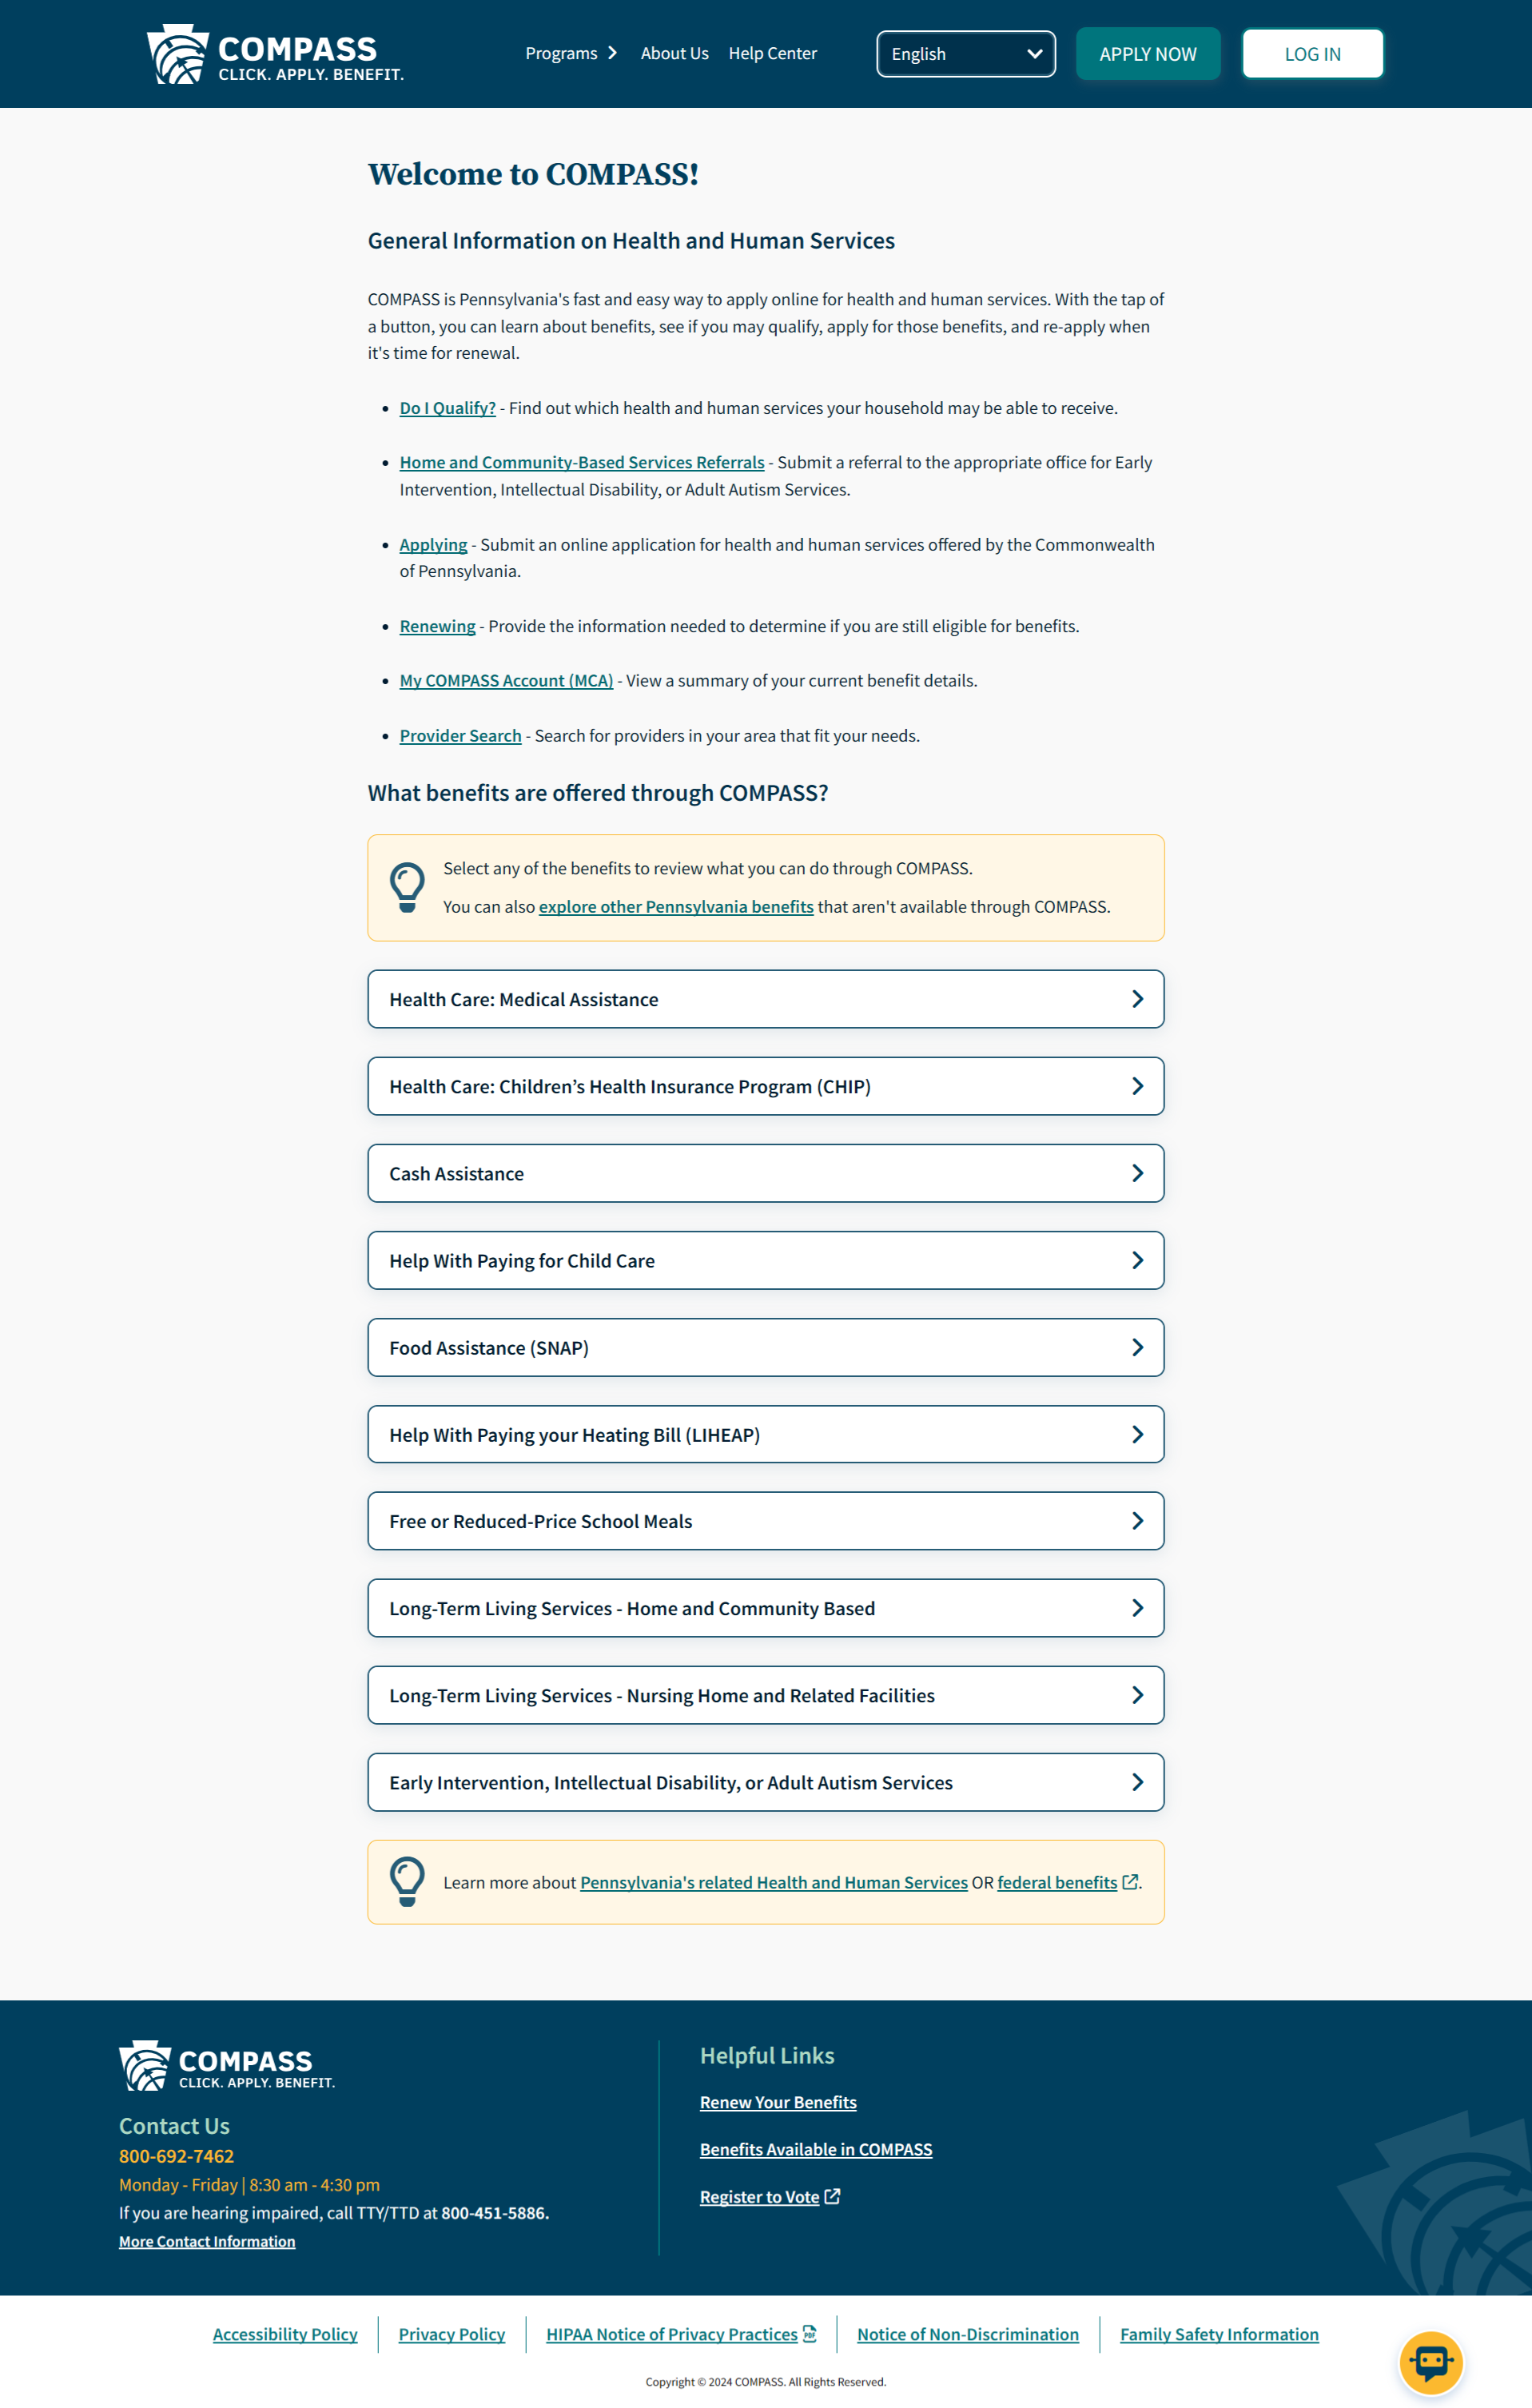 COMPASS
CLICK. APPLY. BENEFIT.
Programs
About Us
Help Center
English
APPLY NOW
LOG IN
Welcome to COMPASS!
General Information on Health and Human Services
COMPASS is Pennsylvania's fast and easy way to apply online for health and human services. With the tap of
a button, you can learn about benefits, see if you may qualify, apply for those benefits, and re-apply when
it's time for renewal.
• Do I Qualify? - Find out which health and human services your household may be able to receive.
• Home and Community-Based Services Referrals - Submit a referral to the appropriate office for Early
Intervention, Intellectual Disability, or Adult Autism Services.
• Applying - Submit an online application for health and human services offered by the Commonwealth
of Pennsylvania.
• Renewing - Provide the information needed to determine if you are still eligible for benefits.
• My COMPASS Account (MCA) - View a summary of your current benefit details.
• Provider Search - Search for providers in your area that fit your needs.
What benefits are offered through COMPASS?
Select any of the benefits to review what you can do through COMPASS.
You can also explore other Pennsylvania benefits that aren't available through COMPASS.
Health Care: Medical Assistance
Health Care: Children’s Health Insurance Program (CHIP)
Cash Assistance
Help With Paying for Child Care
Food Assistance (SNAP)
Help With Paying your Heating Bill (LIHEAP)
Free or Reduced-Price School Meals
Long-Term Living Services - Home and Community Based
Long-Term Living Services - Nursing Home and Related Facilities
Early Intervention, Intellectual Disability, or Adult Autism Services
Learn more about Pennsylvania's related Health and Human Services OR federal benefits.
COMPASS
CLICK. APPLY. BENEFIT.
Contact Us
800-692-7462
Monday - Friday | 8:30 am - 4:30 pm
If you are hearing impaired, call TTY/TTD at 800-451-5886.
More Contact Information
Helpful Links
Renew Your Benefits
Benefits Available in COMPASS
Register to Vote
Accessibility Policy
Privacy Policy
HIPAA Notice of Privacy Practices
PDF
Notice of Non-Discrimination
Family Safety Information
Copyright © 2024 COMPASS. All Rights Reserved.